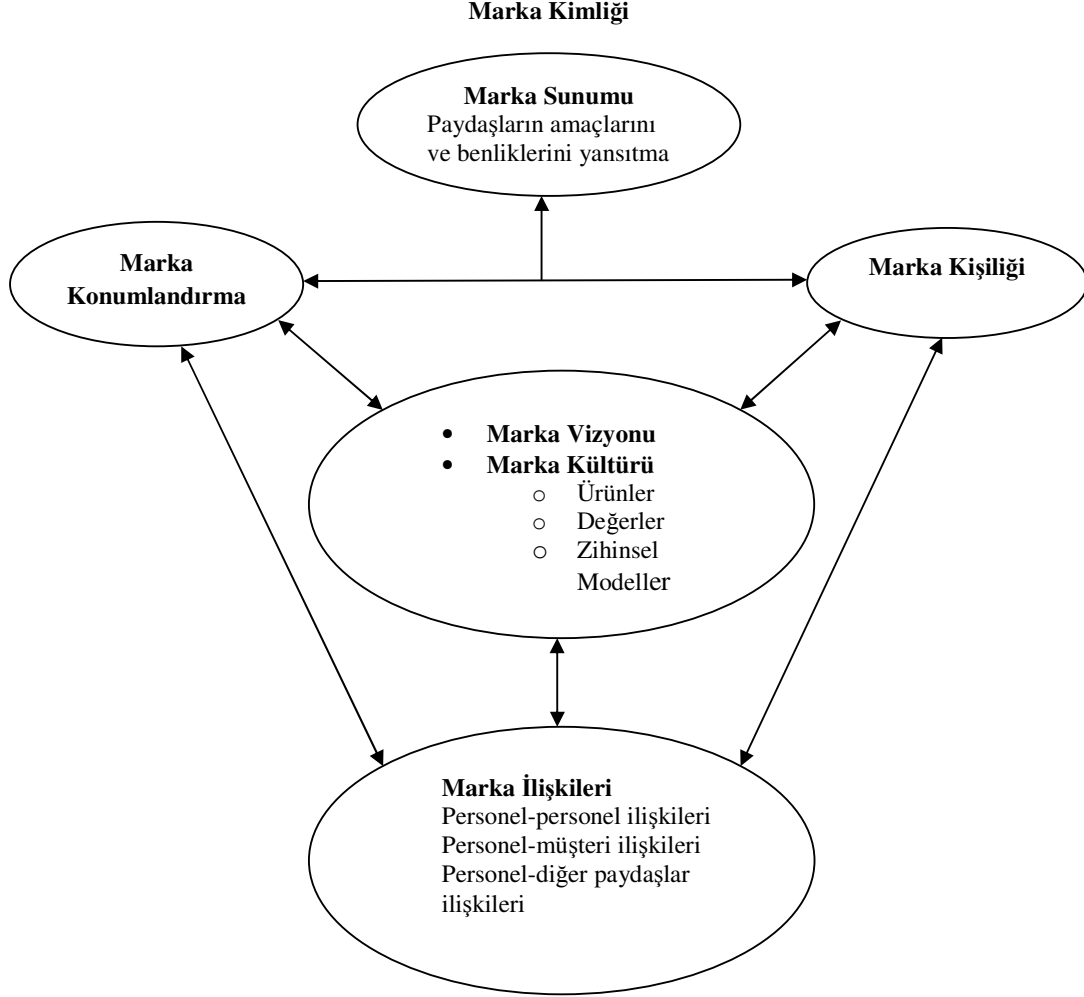 Marka Kimliği
Marka Sunumu
Paydaşların amaçlarını
ve benliklerini yansıtma
Marka
Konumlandırma
Marka Kişiliği
• Marka Vizyonu
• Marka Kültürü
o Ürünler
o Değerler
o Zihinsel
Modeller
Marka İlişkileri
Personel-personel ilişkileri
Personel-müşteri ilişkileri
Personel-diğer paydaşlar
ilişkileri